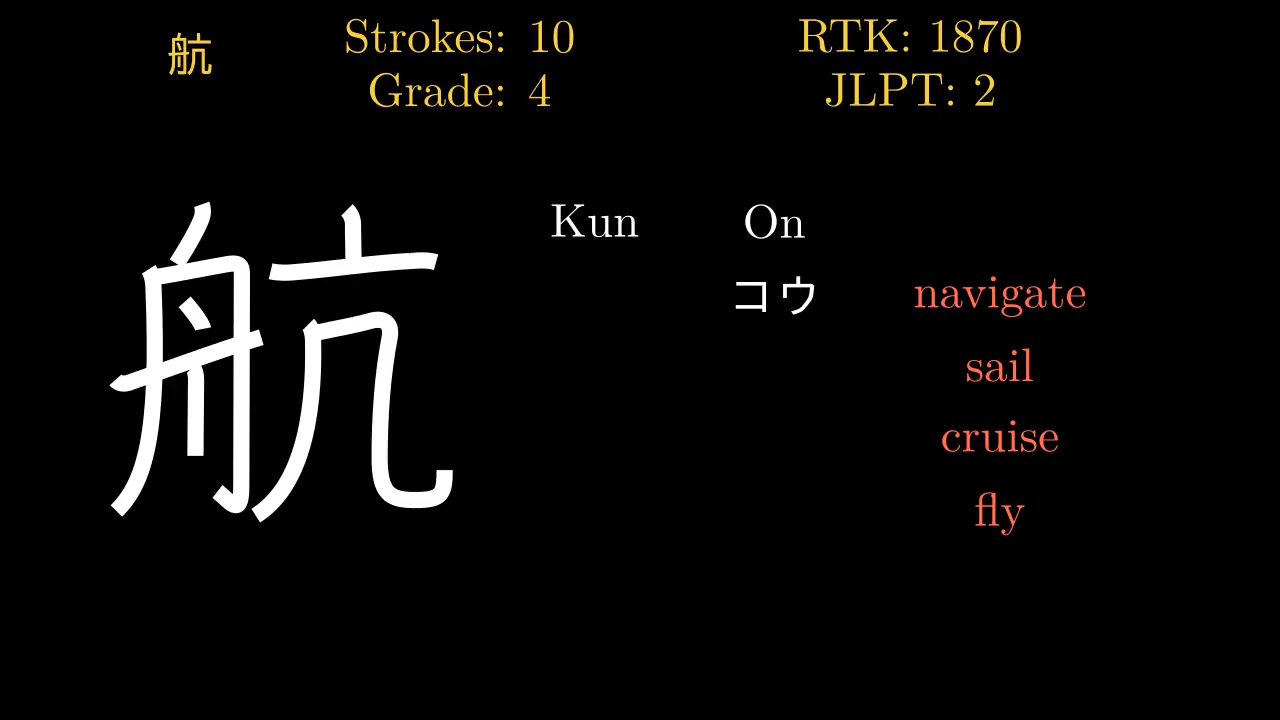 航
Strokes: 10
Grade: 4
RTK: 1870
JLPT: 2
航
Kun
On
コウ
navigate
sail
cruise
fly